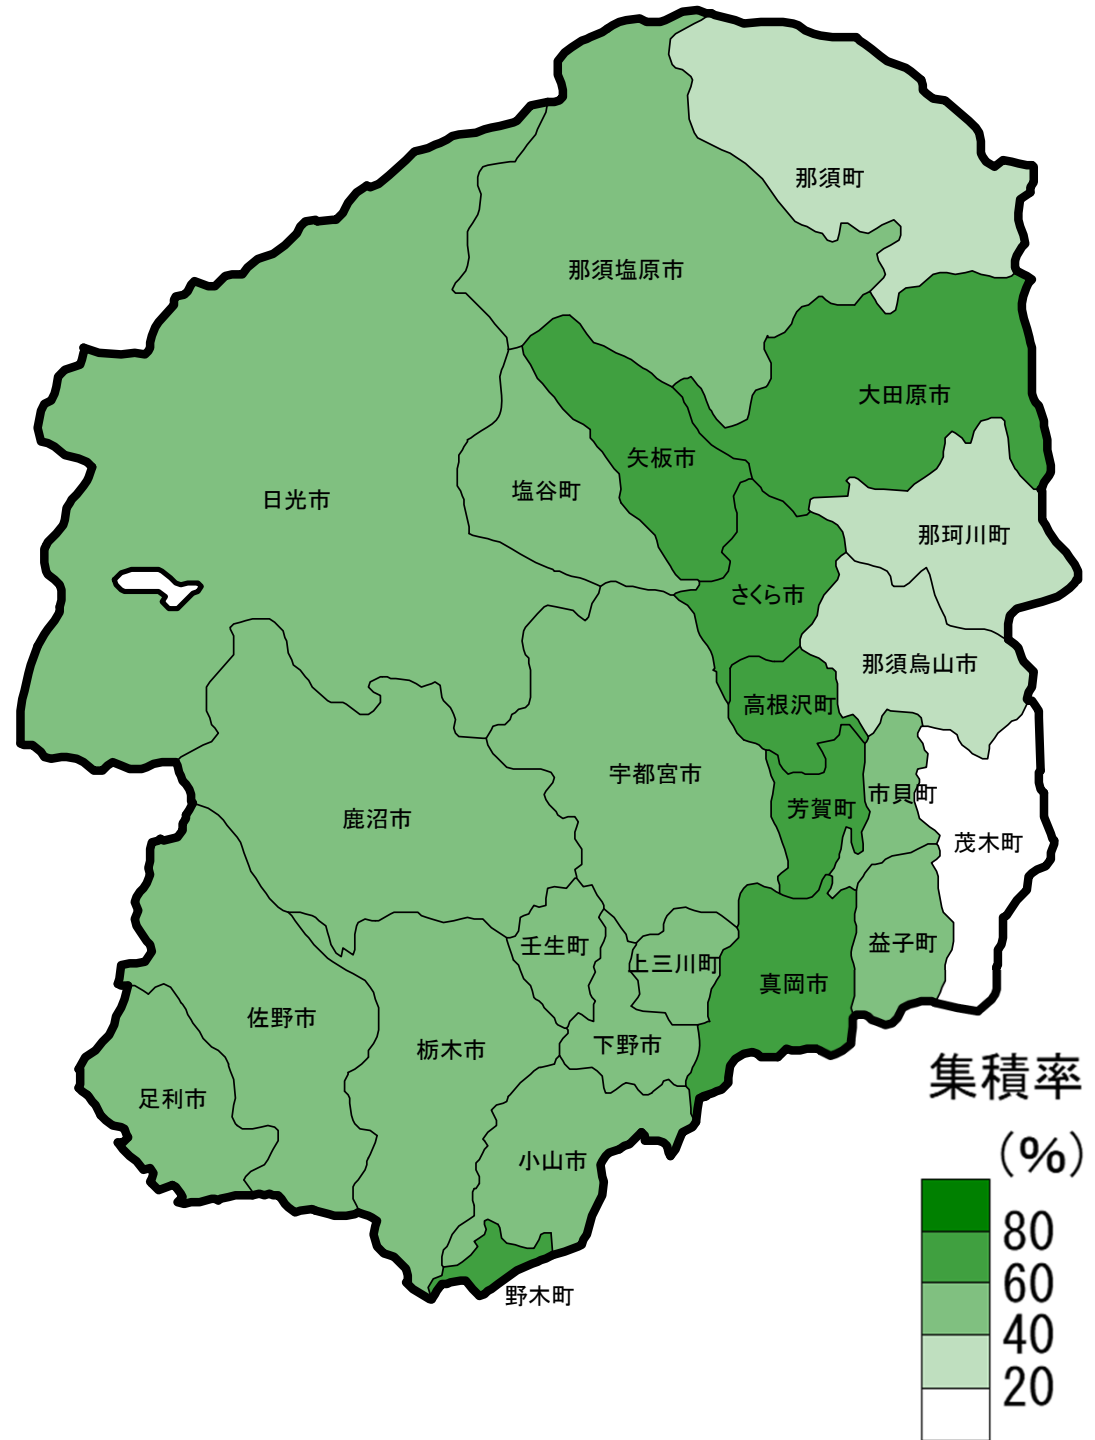 那須町
那須塩原市
大田原市
矢板市
塩谷町
日光市
那珂川町
さくら市
那須烏山市
高根沢町
宇都宮市
市貝町
芳賀町
鹿沼市
茂木町
益子町
壬生町
上三川町
真岡市
佐野市
下野市
栃木市
足利市
小山市
野木町
集積率
(%)
80
60
40
20